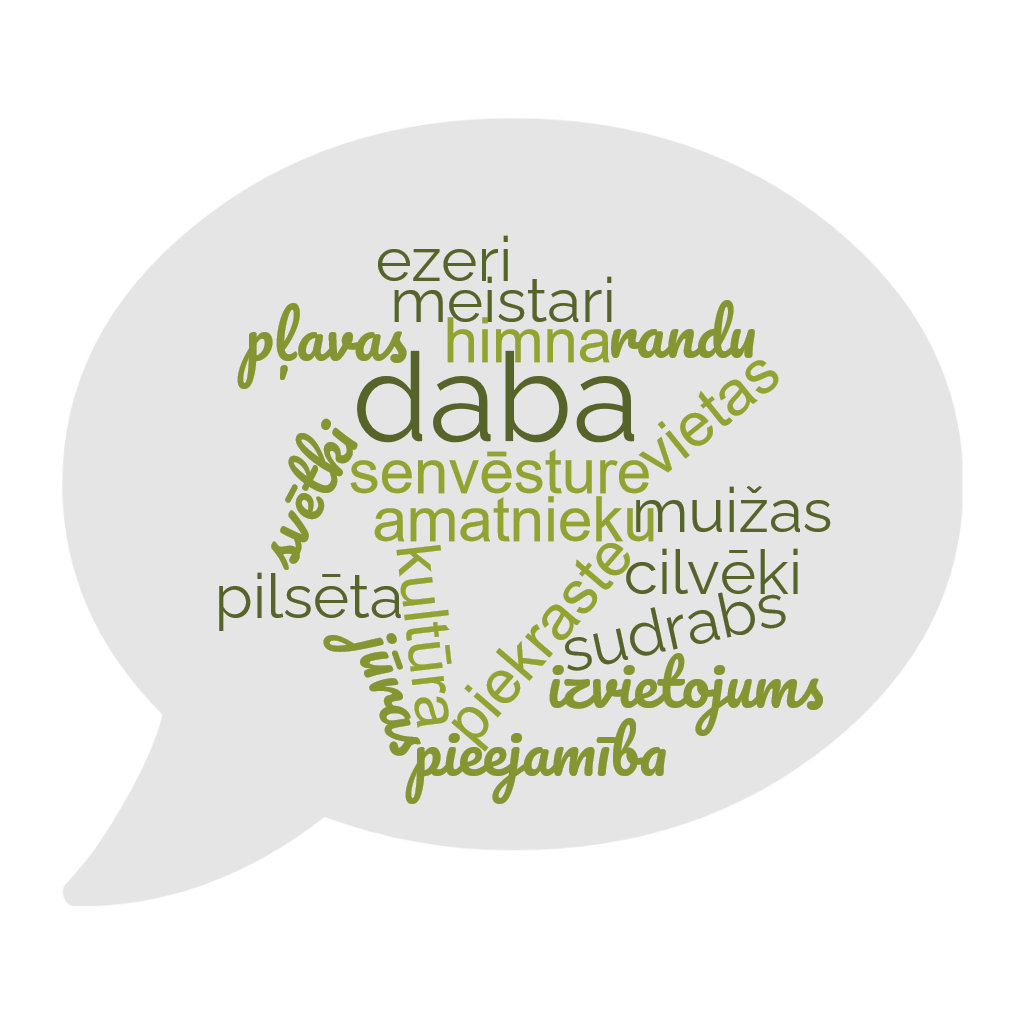 ezeri
meistari
himna
randu
pļavas
daba
vietas
svētki
senvēsture
amatnieku
muižas
kultūra
piekraste
cilvēki
pilsēta
sudrabs
jūras
izvietojums
pieejamība